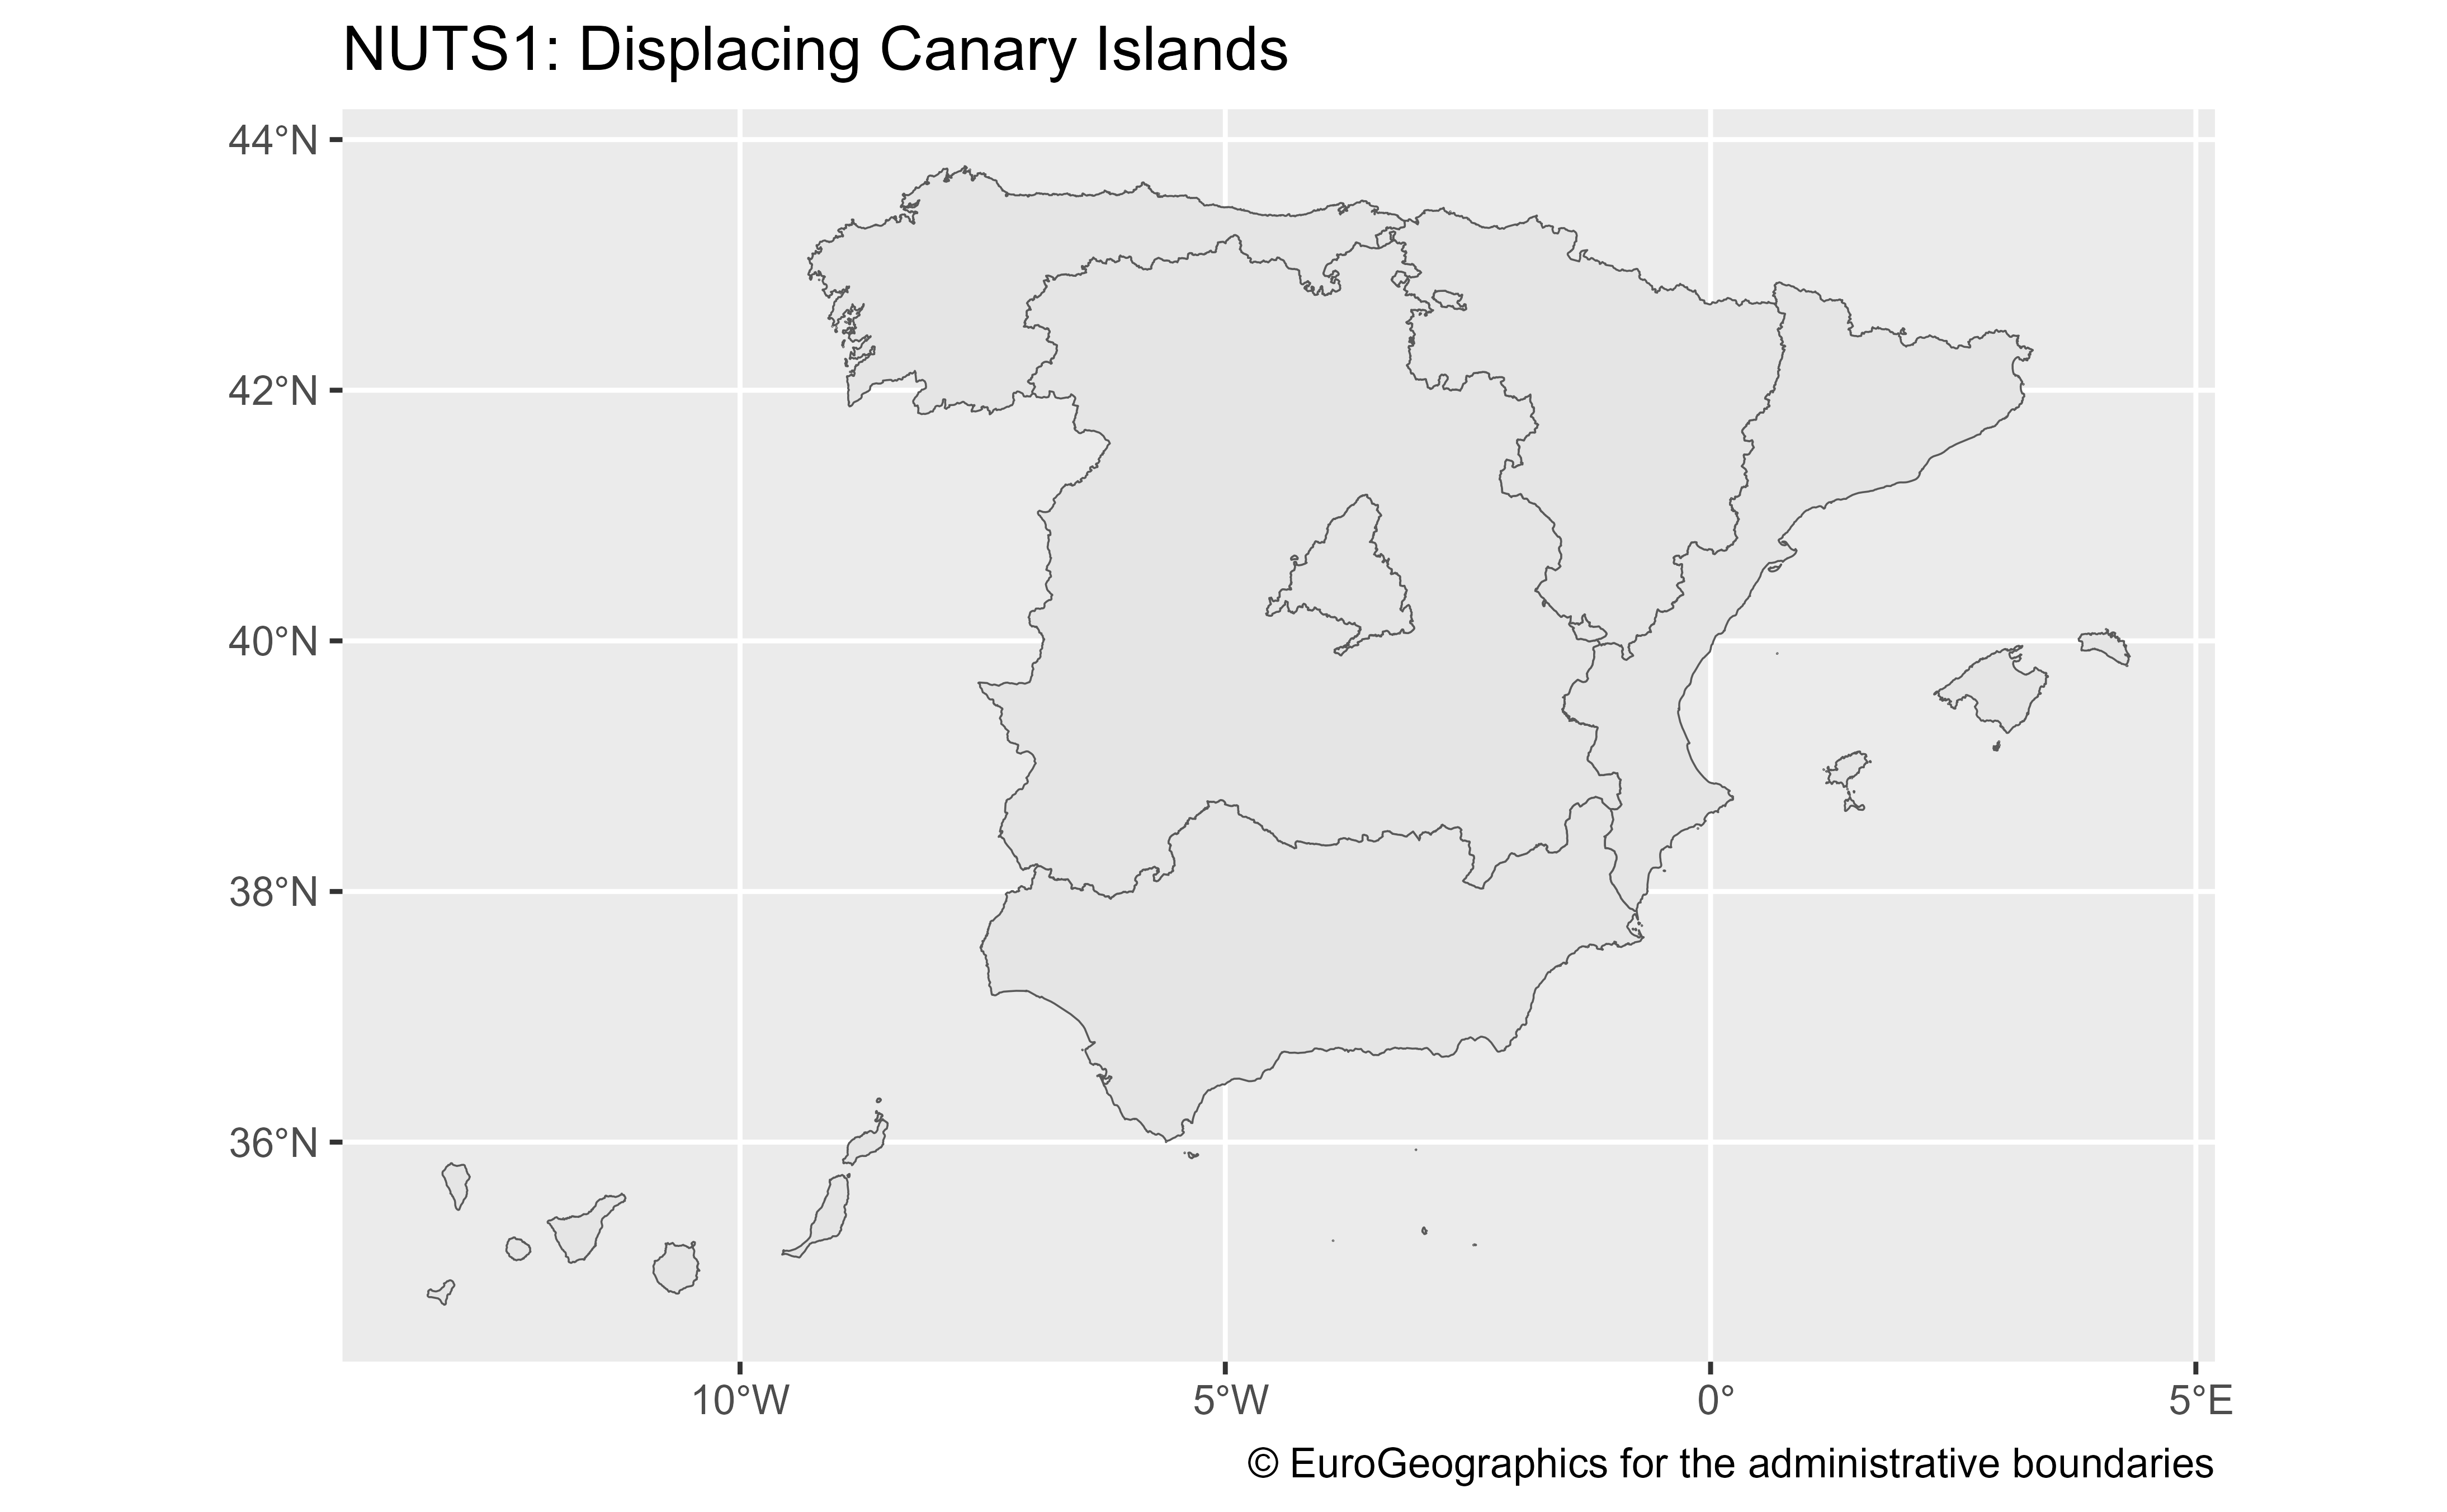 NUTS1: Displacing Canary Islands
44°N
42°N
40°N
38°N
36°N
10°W
5°W
0°
5°E
© EuroGeographics for the administrative boundaries